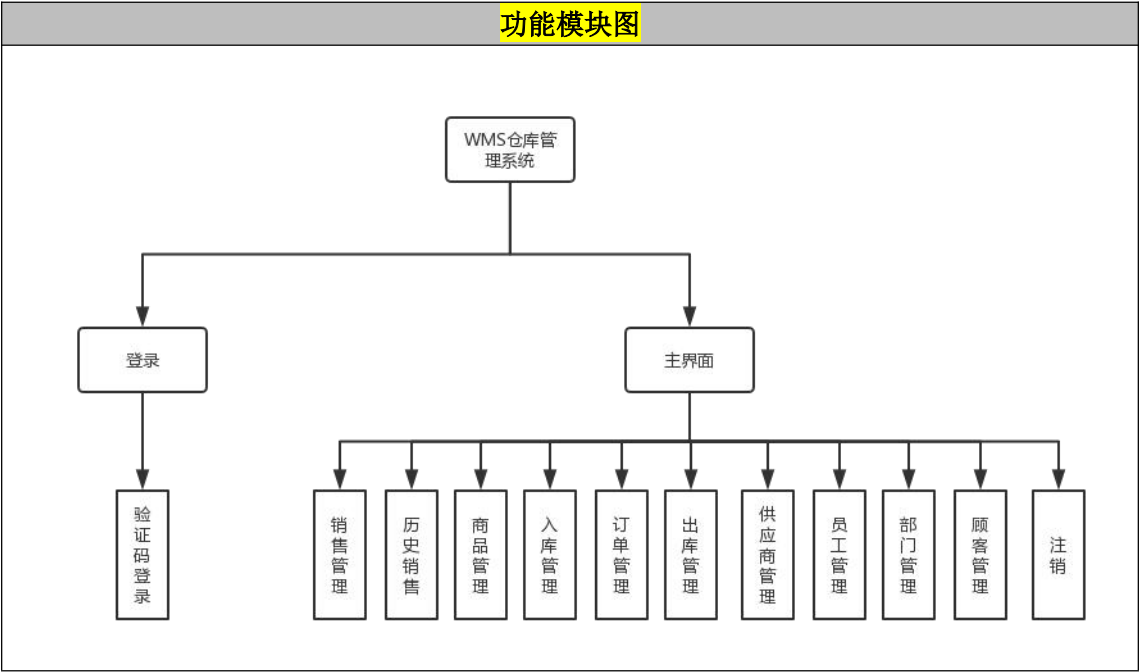 功能模块图
WMS仓库管
理系统
登录
主界面
验证码登录
销售管理
历史销售
商品管理
入库管理
订单管理
出库管理
供应商管理
员工管理
部门管理
顾客管理
注销